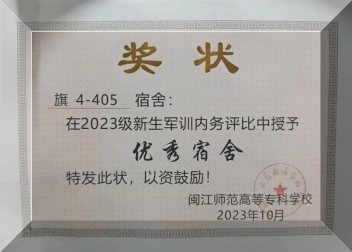 奖状
旗 4-405 宿舍：
在2023级新生军训内务评比中授予
优秀宿舍
特发此状，以资鼓励！
闽江师范高等专科学校
2023年10月